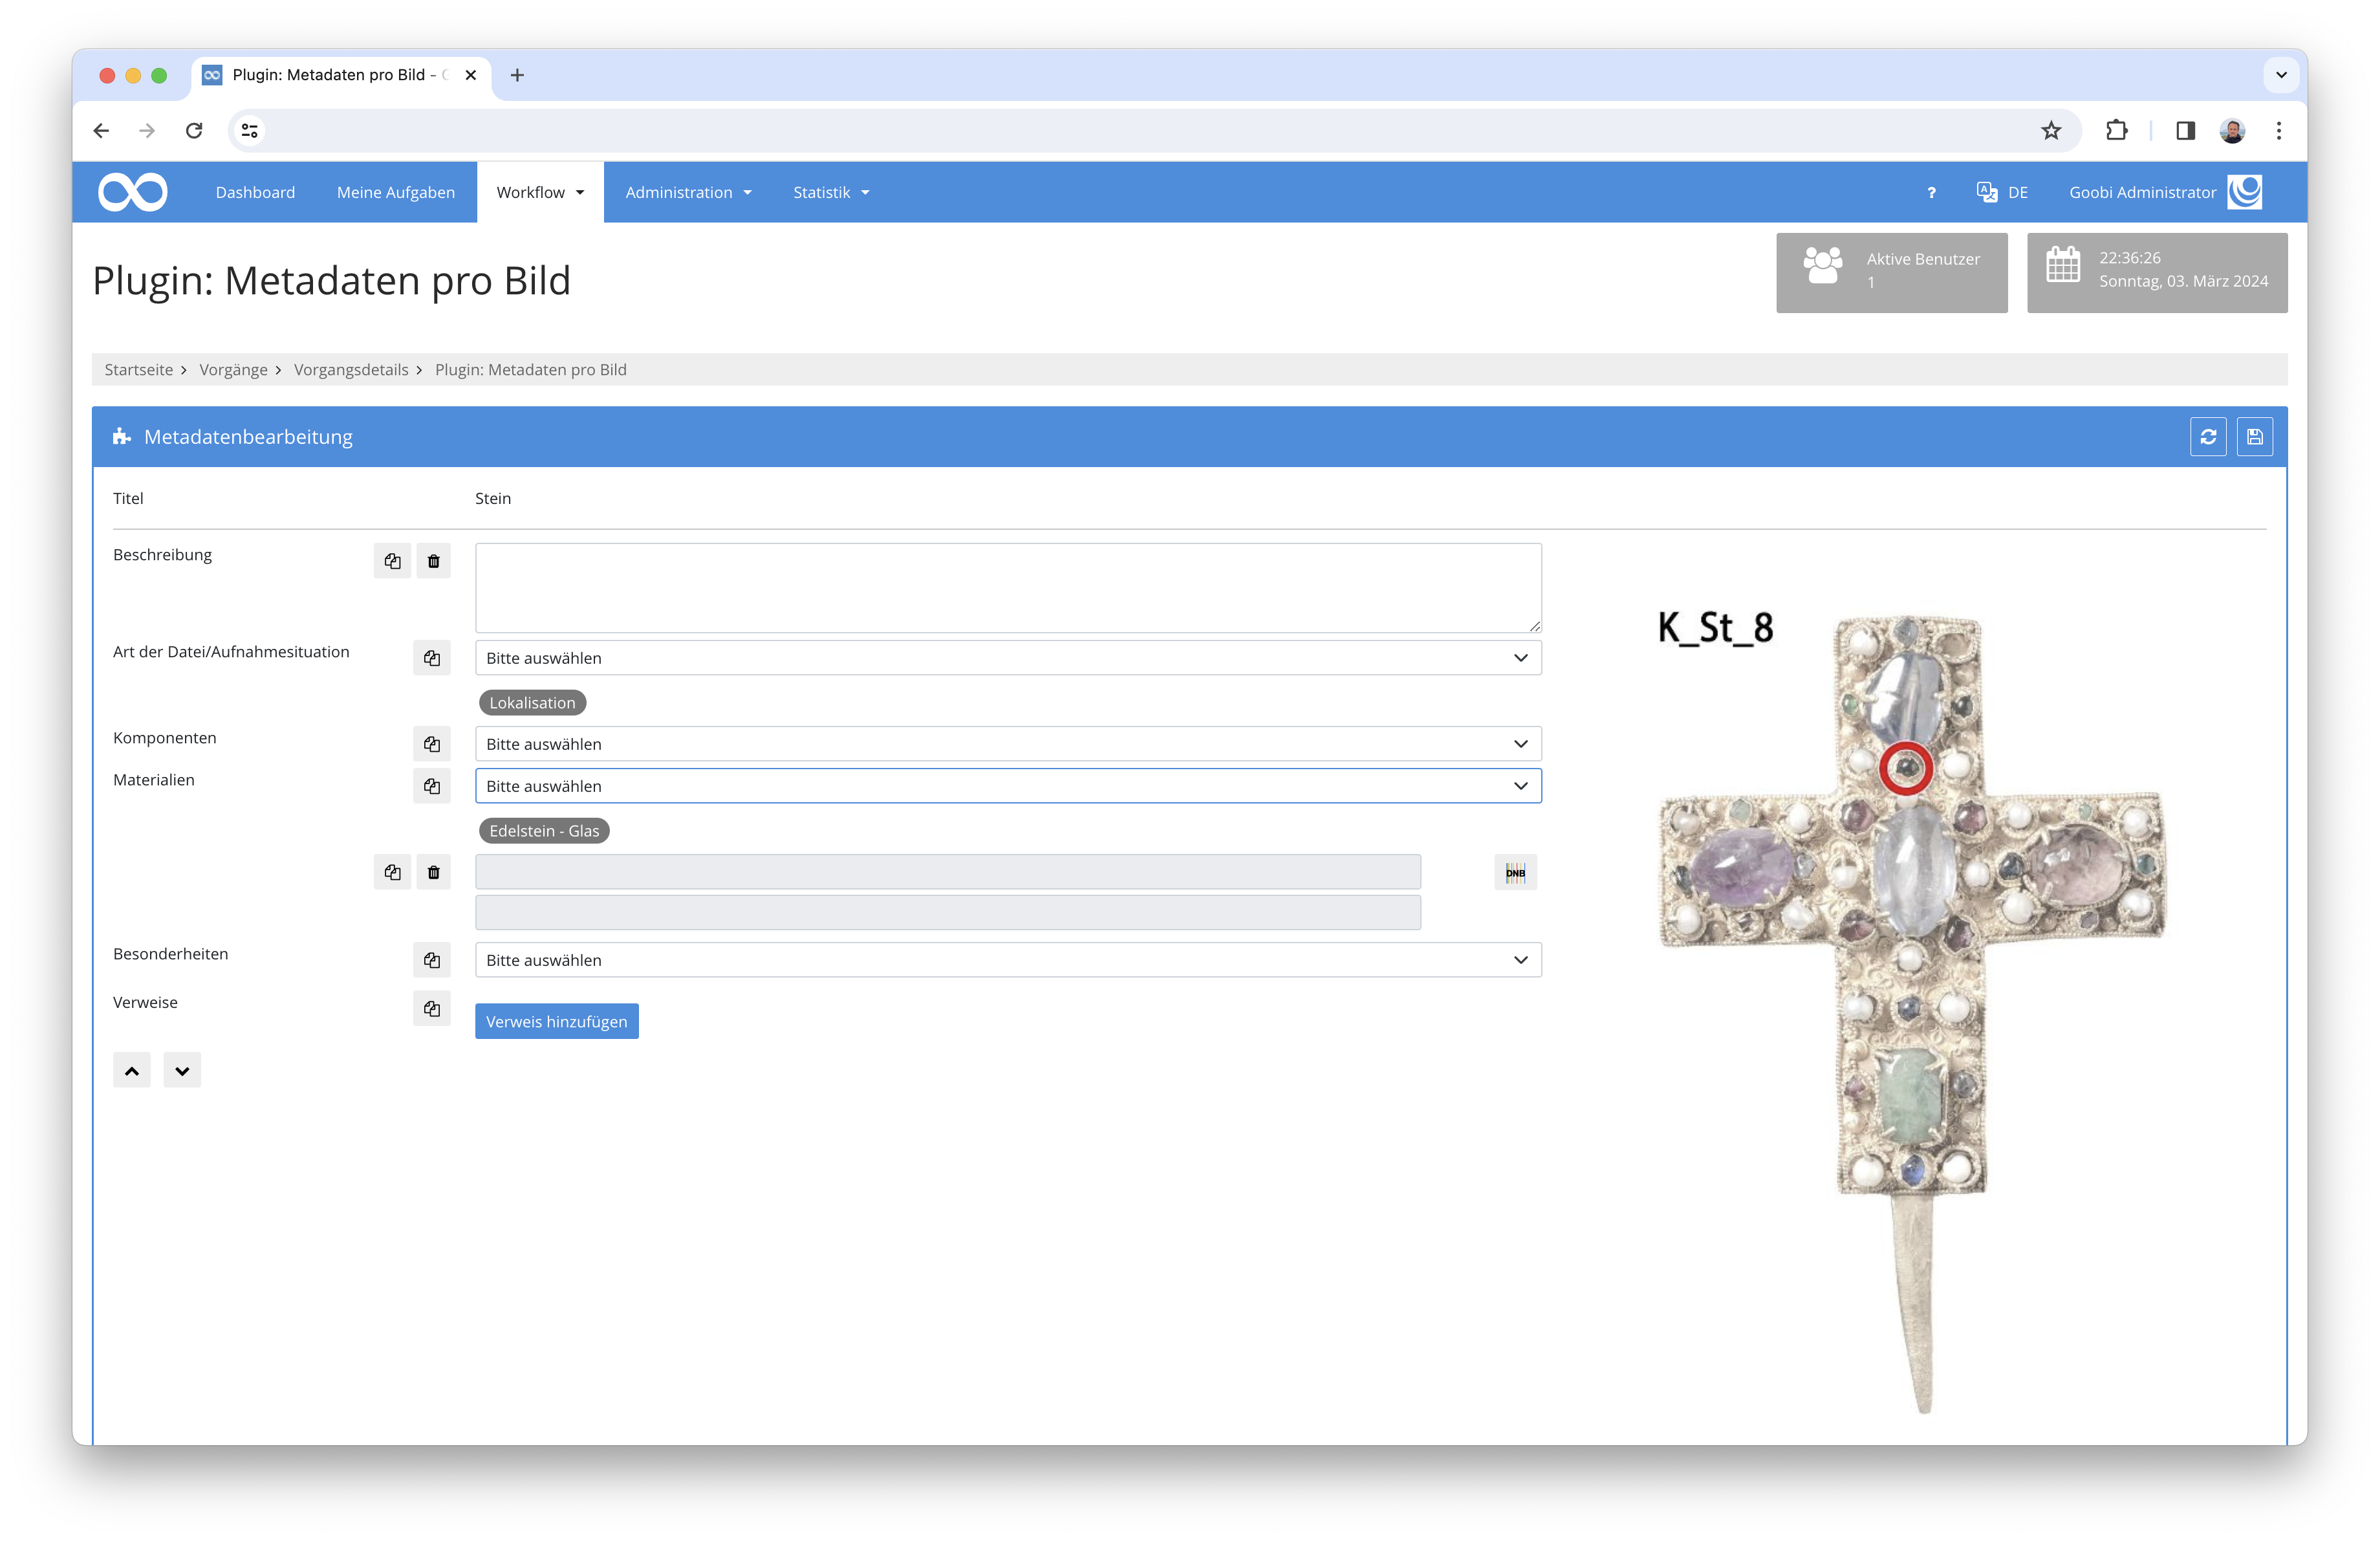 Plugin: Metadaten pro Bild -
Dashboard
Meine Aufgaben
Workflow
Administration
Statistik
?
DE
Goobi Administrator
Plugin: Metadaten pro Bild
Aktive Benutzer
1
22:36:26
Sonntag, 03. März 2024
Startseite > Vorgänge > Vorgangsdetails > Plugin: Metadaten pro Bild
Metadatenbearbeitung
Titel
Stein
Beschreibung
Art der Datei/Aufnahmesituation
Bitte auswählen
Lokalisation
Komponenten
Bitte auswählen
Materialien
Bitte auswählen
Edelstein - Glas
DNB
Besonderheiten
Bitte auswählen
Verweise
Verweis hinzufügen
K_St_8